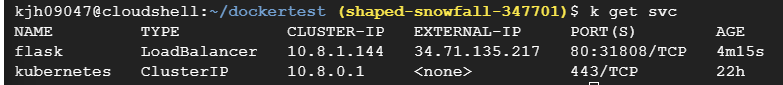 kjh09047@cloudshell:~/dockertest (shaped-snowfall-347701)$ k get svc
NAME TYPE CLUSTER-IP EXTERNAL-IP PORT(S) AGE
flask LoadBalancer 10.8.1.144 34.71.135.217 80:31808/TCP 4m15s
kubernetes ClusterIP 10.8.0.1 <none> 443/TCP 22h